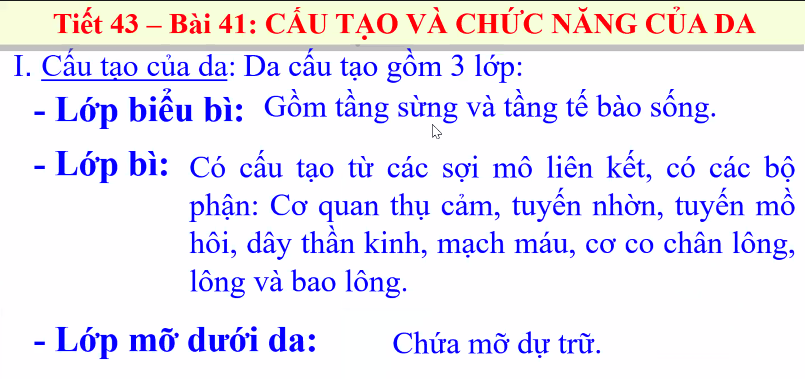 Tiết 43 – Bài 41: CẤU TẠO VÀ CHỨC NĂNG CỦA DA
I. Cấu tạo của da: Da cấu tạo gồm 3 lớp:
- Lớp biểu bì: Gồm tầng sừng và tầng tế bào sống.
- Lớp bì: Có cấu tạo từ các sợi mô liên kết, có các bộ
phận: Cơ quan thụ cảm, tuyến nhờn, tuyến mồ
hôi, dây thần kinh, mạch máu, cơ co chân lông,
lông và bao lông.
- Lớp mỡ dưới da: Chứa mỡ dự trữ.